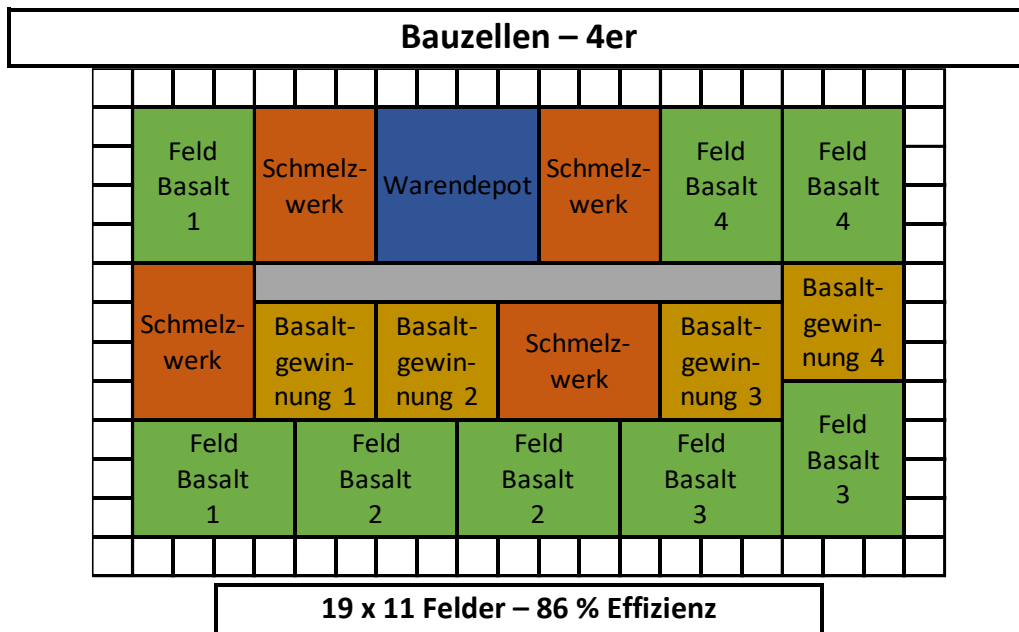 Bauzellen – 4er
Feld
Basalt
1
Schmelz-
werk
Warendepot
Schmelz-
werk
Feld
Basalt
4
Feld
Basalt
4
Schmelz-
werk
Basalt-
gewin-
nung 1
Basalt-
gewin-
nung 2
Schmelz-
werk
Basalt-
gewin-
nung 3
Basalt-
gewin-
nung 4
Feld
Basalt
1
Feld
Basalt
2
Feld
Basalt
2
Feld
Basalt
3
Feld
Basalt
3
19 x 11 Felder – 86 % Effizienz